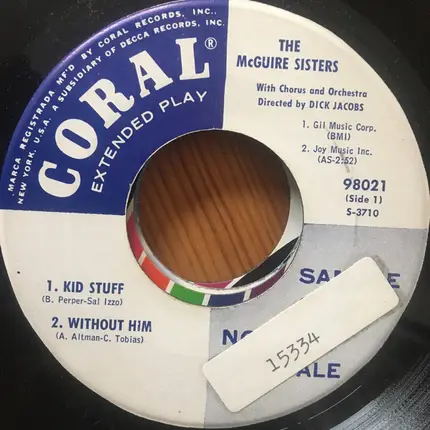 MARCA REGISTRADA MF'D BY CORAL RECORDS, INC.,
NEW YORK, U.S.A. A SUBSIDIARY OF DECCA RECORDS, INC.
CORAL®
EXTENDED PLAY
THE
McGUIRE SISTERS
With Chorus and Orchestra
Directed by DICK JACOBS
1. Gil Music Corp.
(BMI)
2. Joy Music Inc.
(AS-2:52)
98021
(Side 1)
S-3710
1. KID STUFF
(B. Perper-Sal Izzo)
2. WITHOUT HiM
(A. Altman-C. Tobias)
15334